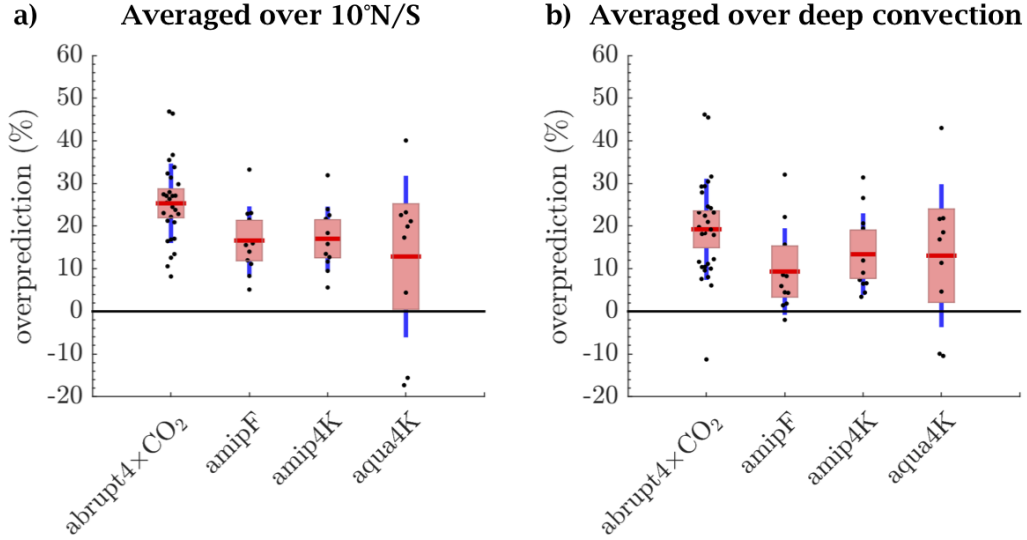 a) Averaged over 10°N/S
overprediction (%)
60
50
40
30
20
10
0
-10
-20
abrupt4×CO₂
amipF
amip4K
aqua4K
b) Averaged over deep convection
overprediction (%)
60
50
40
30
20
10
0
-10
-20
abrupt4×CO₂
amipF
amip4K
aqua4K